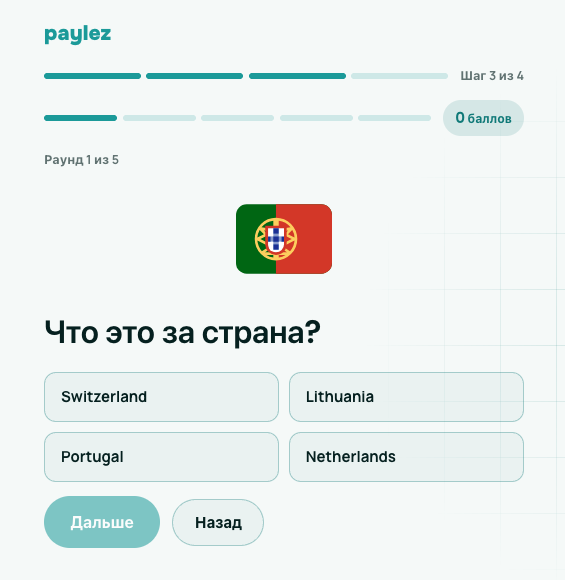 paylez
Шаг 3 из 4
0 баллов
Раунд 1 из 5
Что это за страна?
Switzerland
Lithuania
Portugal
Netherlands
Дальше
Назад